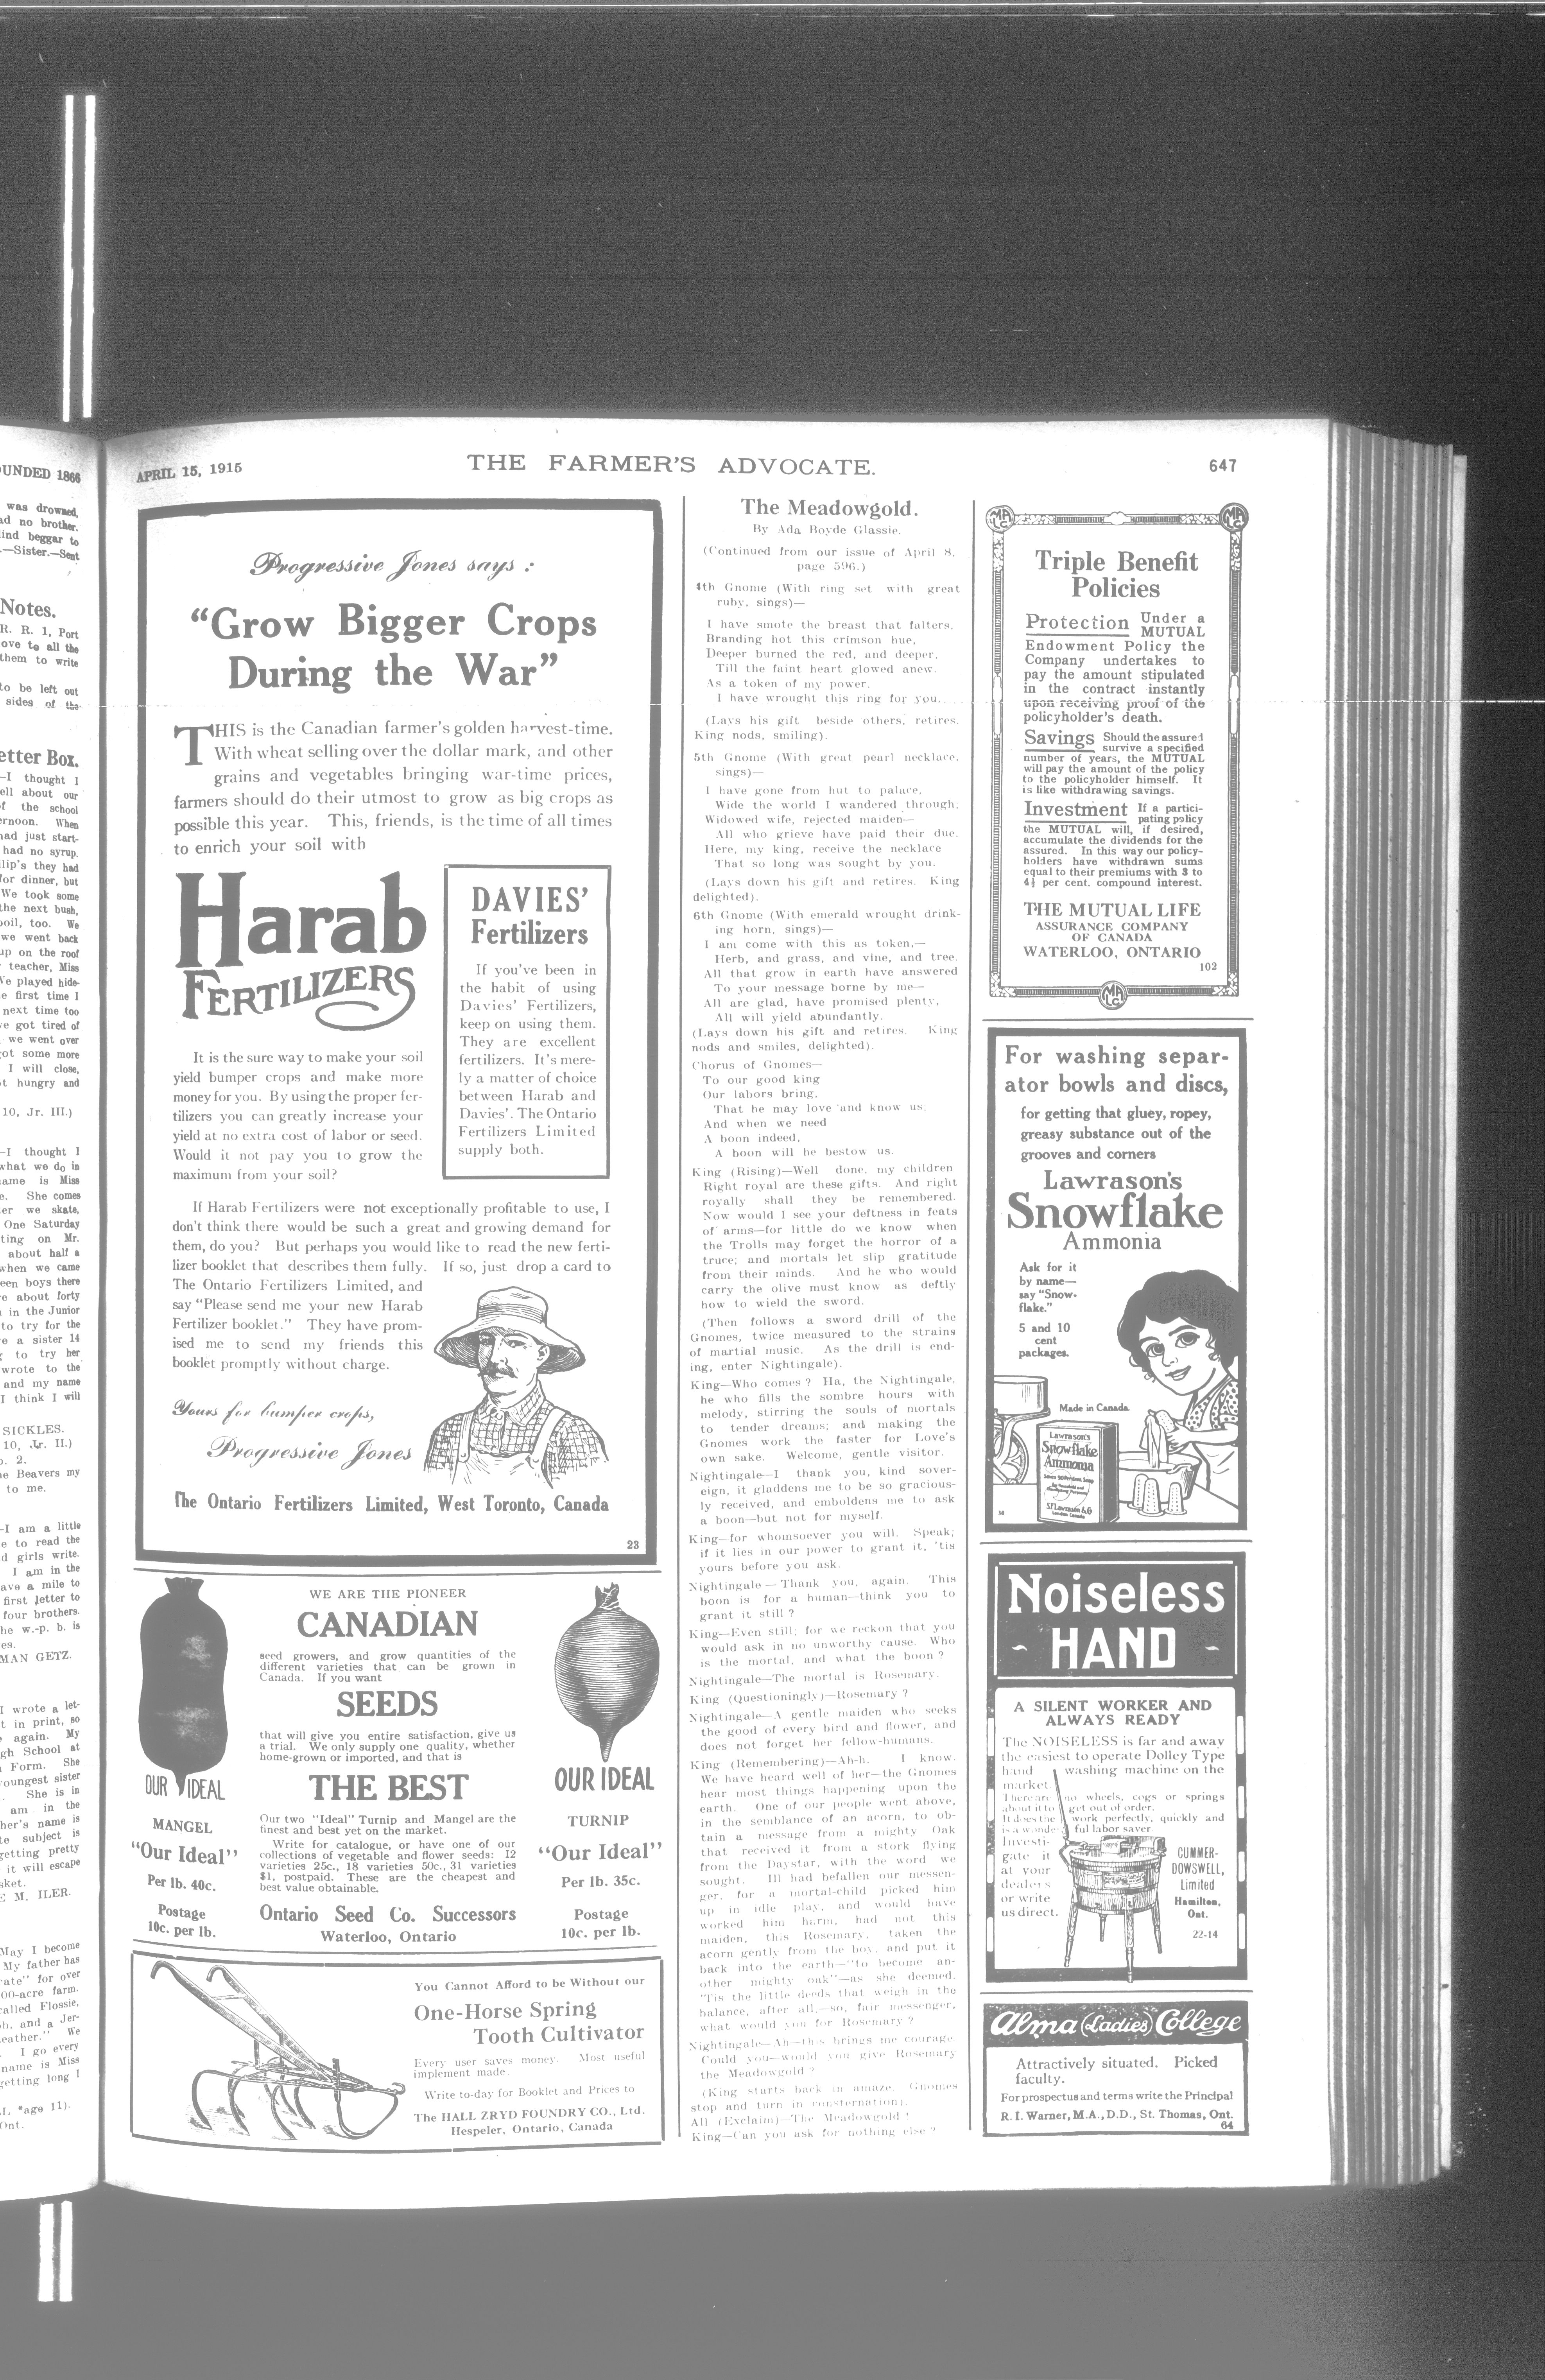 APRIL 15, 1915
THE FARMER'S ADVOCATE.
647
Progressive Jones says :
"Grow Bigger Crops
During the War"
THIS is the Canadian farmer's golden harvest-time.
With wheat selling over the dollar mark, and other
grains and vegetables bringing war-time prices,
farmers should do their utmost to grow as big crops as
possible this year. This, friends, is the time of all times
to enrich your soil with
Harab
FERTILIZERS
It is the sure way to make your soil
yield bumper crops and make more
money for you. By using the proper fer-
tilizers you can greatly increase your
yield at no extra cost of labor or seed.
Would it not pay you to grow the
maximum from your soil?
DAVIES'
Fertilizers
If you've been in
the habit of using
Davies' Fertilizers,
keep on using them.
They are excellent
fertilizers. It's mere-
ly a matter of choice
between Harab and
Davies'. The Ontario
Fertilizers Limited
supply both.
If Harab Fertilizers were not exceptionally profitable to use, I
don't think there would be such a great and growing demand for
them, do you? But perhaps you would like to read the new ferti-
lizer booklet that describes them fully. If so, just drop a card to
The Ontario Fertilizers Limited, and
say "Please send me your new Harab
Fertilizer booklet." They have prom-
ised me to send my friends this
booklet promptly without charge.
Yours for bumper crops,
Progressive Jones
The Ontario Fertilizers Limited, West Toronto, Canada
23
OUR IDEAL
MANGEL
"Our Ideal"
Per lb. 40c.
Postage
10c. per lb.
WE ARE THE PIONEER
CANADIAN
seed growers, and grow quantities of the
different varieties that can be grown in
Canada. If you want
SEEDS
that will give you entire satisfaction, give us
a trial. We only supply one quality, whether
home-grown or imported, and that is
THE BEST
Our two "Ideal" Turnip and Mangel are the
finest and best yet on the market.
Write for catalogue, or have one of our
collections of vegetable and flower seeds: 12
varieties 25c., 18 varieties 50c., 31 varieties
$1, postpaid. These are the cheapest and
best value obtainable.
Ontario Seed Co. Successors
Waterloo, Ontario
OUR IDEAL
TURNIP
"Our Ideal"
Per lb. 35c.
Postage
10c. per lb.
You Cannot Afford to be Without our
One-Horse Spring
Tooth Cultivator
Every user saves money. Most useful
implement made.
Write to-day for Booklet and Prices to
The HALL ZRYD FOUNDRY CO., Ltd.
Hespeler, Ontario, Canada
The Meadowgold.
By Ada Boyde Glassie.
(Continued from our issue of April 8,
page 596.)
4th Gnome (With ring set with great
ruby, sings)—
I have smote the breast that falters,
Branding hot this crimson hue,
Deeper burned the red, and deeper,
Till the faint heart glowed anew.
As a token of my power,
I have wrought this ring for you,
(Lays his gift beside others, retires.
King nods, smiling).
5th Gnome (With great pearl necklace,
sings)—
I have gone from hut to palace,
Wide the world I wandered through;
Widowed wife, rejected maiden—
All who grieve have paid their due.
Here, my king, receive the necklace
That so long was sought by you.
(Lays down his gift and retires. King
delighted).
6th Gnome (With emerald wrought drink-
ing horn, sings)—
I am come with this as token,—
Herb, and grass, and vine, and tree.
All that grow in earth have answered
To your message borne by me—
All are glad, have promised plenty,
All will yield abundantly.
(Lays down his gift and retires. King
nods and smiles, delighted).
Chorus of Gnomes—
To our good king
Our labors bring,
That he may love and know us;
And when we need
A boon indeed,
A boon will he bestow us.
King (Rising)—Well done, my children
Right royal are these gifts. And right
royally shall they be remembered.
Now would I see your deftness in feats
of arms—for little do we know when
the Trolls may forget the horror of a
truce; and mortals let slip gratitude
from their minds. And he who would
carry the olive must know as deftly
how to wield the sword.
(Then follows a sword drill of the
Gnomes, twice measured to the strains
of martial music. As the drill is end-
ing, enter Nightingale).
King—Who comes ? Ha, the Nightingale,
he who fills the sombre hours with
melody, stirring the souls of mortals
to tender dreams; and making the
Gnomes work the faster for Love's
own sake. Welcome, gentle visitor.
Nightingale—I thank you, kind sover-
eign, it gladdens me to be so gracious-
ly received, and emboldens me to ask
a boon—but not for myself.
King—for whomsoever you will. Speak;
if it lies in our power to grant it, 'tis
yours before you ask.
Nightingale — Thank you, again. This
boon is for a human—think you to
grant it still ?
King—Even still; for we reckon that you
would ask in no unworthy cause. Who
is the mortal, and what the boon ?
Nightingale—The mortal is Rosemary.
King (Questioningly)—Rosemary ?
Nightingale—A gentle maiden who seeks
the good of every bird and flower, and
does not forget her fellow-humans.
King (Remembering)—Ah-h. I know.
We have heard well of her—the Gnomes
hear most things happening upon the
earth. One of our people went above,
in the semblance of an acorn, to ob-
tain a message from a mighty Oak
that received it from a stork flying
from the Daystar, with the word we
sought. Ill had befallen our messen-
ger, for a mortal-child picked him
up in idle play, and would have
worked him harm, had not this
maiden, this Rosemary, taken the
acorn gently from the boy, and put it
back into the earth—"to become an-
other mighty oak"—as she deemed.
'Tis the little deeds that weigh in the
balance, after all,—so, fair messenger,
what would you for Rosemary ?
Nightingale—Ah—this brings me courage.
Could you—would you give Rosemary
the Meadowgold ?
(King starts back in amaze. Gnomes
stop and turn in consternation).
All (Exclaim)—The Meadowgold !
King—Can you ask for nothing else ?
Triple Benefit
Policies
Protection Under a
MUTUAL
Endowment Policy the
Company undertakes to
pay the amount stipulated
in the contract instantly
upon receiving proof of the
policyholder's death.
Savings Should the assured
survive a specified
number of years, the MUTUAL
will pay the amount of the policy
to the policyholder himself. It
is like withdrawing savings.
Investment If a partici-
pating policy
the MUTUAL will, if desired,
accumulate the dividends for the
assured. In this way our policy-
holders have withdrawn sums
equal to their premiums with 3 to
4½ per cent. compound interest.
THE MUTUAL LIFE
ASSURANCE COMPANY
OF CANADA
WATERLOO, ONTARIO
102
For washing separ-
ator bowls and discs,
for getting that gluey, ropey,
greasy substance out of the
grooves and corners
Lawrason's
Snowflake
Ammonia
Ask for it
by name—
say "Snow-
flake."
5 and 10
cent
packages.
Made in Canada
Lawrason's
Snowflake
Ammonia
S.F. Lawrason & Co
London Canada
Noiseless
HAND
A SILENT WORKER AND
ALWAYS READY
The NOISELESS is far and away
the easiest to operate Dolley Type
hand washing machine on the
market
There are no wheels, cogs or springs
about it to get out of order.
It does the work perfectly, quickly and
is a wonderful labor saver
Investi-
gate it
at your
dealers
or write
us direct.
CUMMER-
DOWSWELL,
Limited
Hamilton,
Ont.
22-14
Alma (Ladies) College
Attractively situated. Picked
faculty.
For prospectus and terms write the Principal
R. I. Warner, M.A., D.D., St. Thomas, Ont.
64